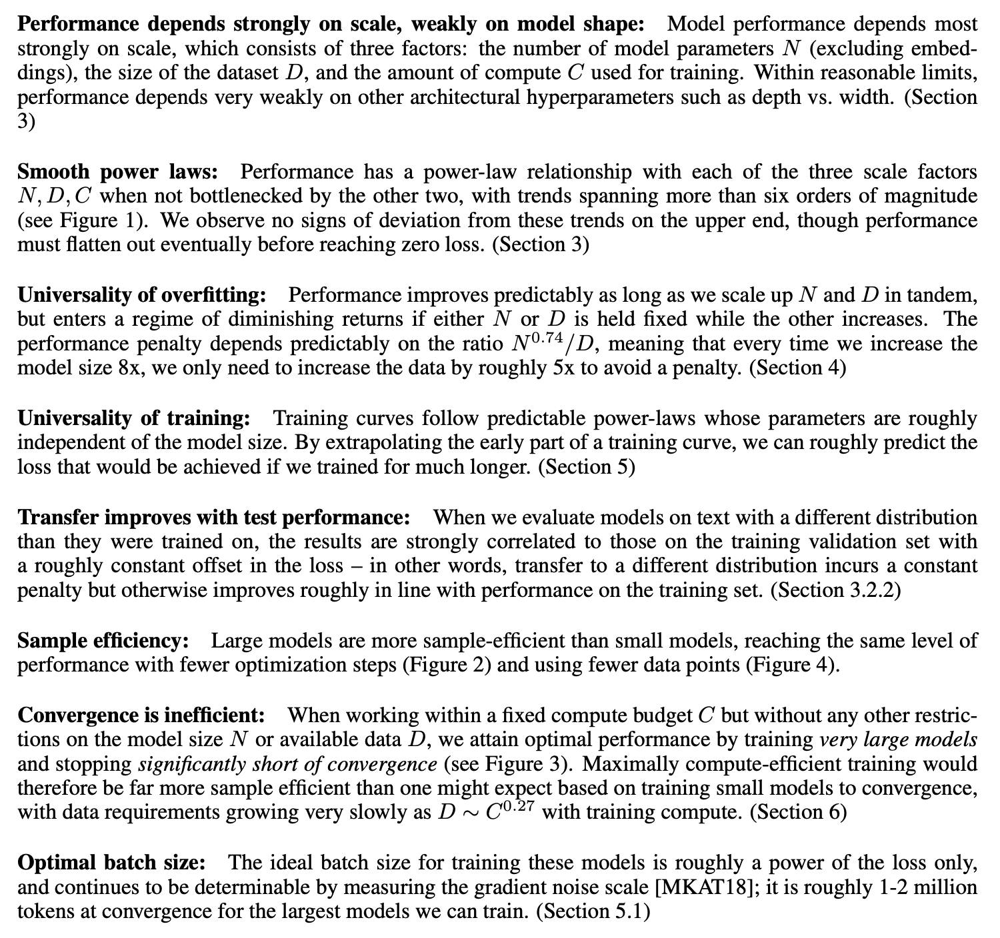 Performance depends strongly on scale, weakly on model shape: Model performance depends most
strongly on scale, which consists of three factors: the number of model parameters N (excluding embed-
dings), the size of the dataset D, and the amount of compute C used for training. Within reasonable limits,
performance depends very weakly on other architectural hyperparameters such as depth vs. width. (Section
3)
Smooth power laws: Performance has a power-law relationship with each of the three scale factors
N, D, C when not bottlenecked by the other two, with trends spanning more than six orders of magnitude
(see Figure 1). We observe no signs of deviation from these trends on the upper end, though performance
must flatten out eventually before reaching zero loss. (Section 3)
Universality of overfitting: Performance improves predictably as long as we scale up N and D in tandem,
but enters a regime of diminishing returns if either N or D is held fixed while the other increases. The
performance penalty depends predictably on the ratio N^0.74/D, meaning that every time we increase the
model size 8x, we only need to increase the data by roughly 5x to avoid a penalty. (Section 4)
Universality of training: Training curves follow predictable power-laws whose parameters are roughly
independent of the model size. By extrapolating the early part of a training curve, we can roughly predict the
loss that would be achieved if we trained for much longer. (Section 5)
Transfer improves with test performance: When we evaluate models on text with a different distribution
than they were trained on, the results are strongly correlated to those on the training validation set with
a roughly constant offset in the loss – in other words, transfer to a different distribution incurs a constant
penalty but otherwise improves roughly in line with performance on the training set. (Section 3.2.2)
Sample efficiency: Large models are more sample-efficient than small models, reaching the same level of
performance with fewer optimization steps (Figure 2) and using fewer data points (Figure 4).
Convergence is inefficient: When working within a fixed compute budget C but without any other restric-
tions on the model size N or available data D, we attain optimal performance by training very large models
and stopping significantly short of convergence (see Figure 3). Maximally compute-efficient training would
therefore be far more sample efficient than one might expect based on training small models to convergence,
with data requirements growing very slowly as D ∼ C^0.27 with training compute. (Section 6)
Optimal batch size: The ideal batch size for training these models is roughly a power of the loss only,
and continues to be determinable by measuring the gradient noise scale [MKAT18]; it is roughly 1-2 million
tokens at convergence for the largest models we can train. (Section 5.1)